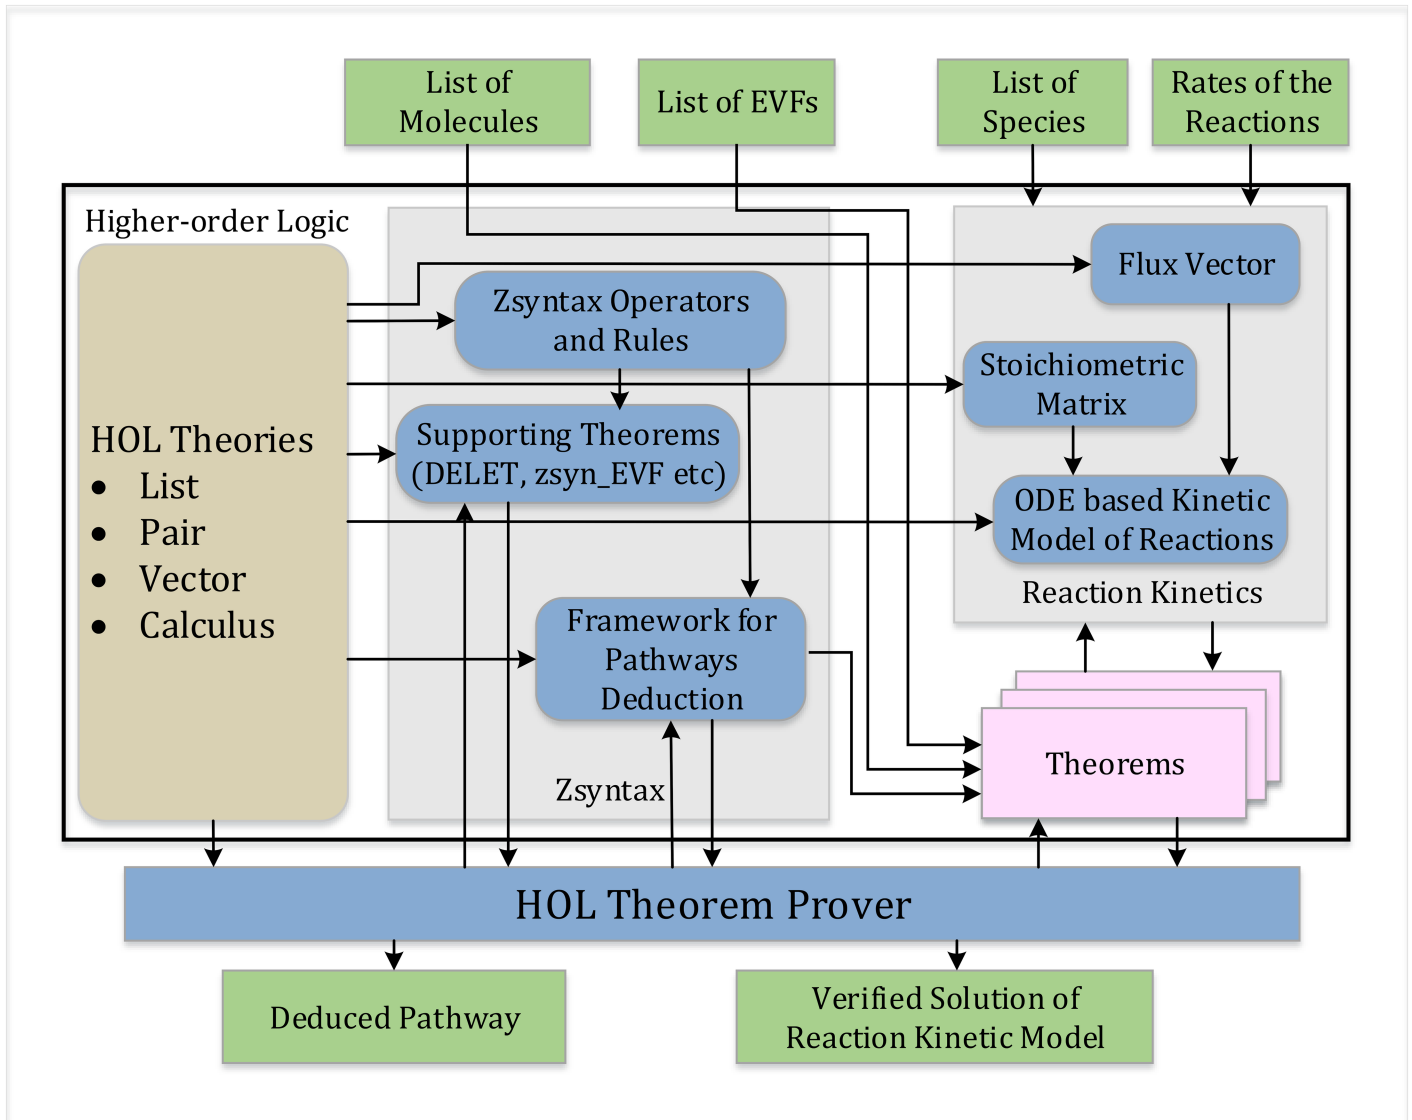 List of
Molecules
List of EVFs
List of
Species
Rates of the
Reactions
Higher-order Logic
HOL Theories
• List
• Pair
• Vector
• Calculus
Zsyntax Operators
and Rules
Supporting Theorems
(DELET, zsyn_EVF etc)
Framework for
Pathways
Deduction
Zsyntax
Flux Vector
Stoichiometric
Matrix
ODE based Kinetic
Model of Reactions
Reaction Kinetics
Theorems
HOL Theorem Prover
Deduced Pathway
Verified Solution of
Reaction Kinetic Model